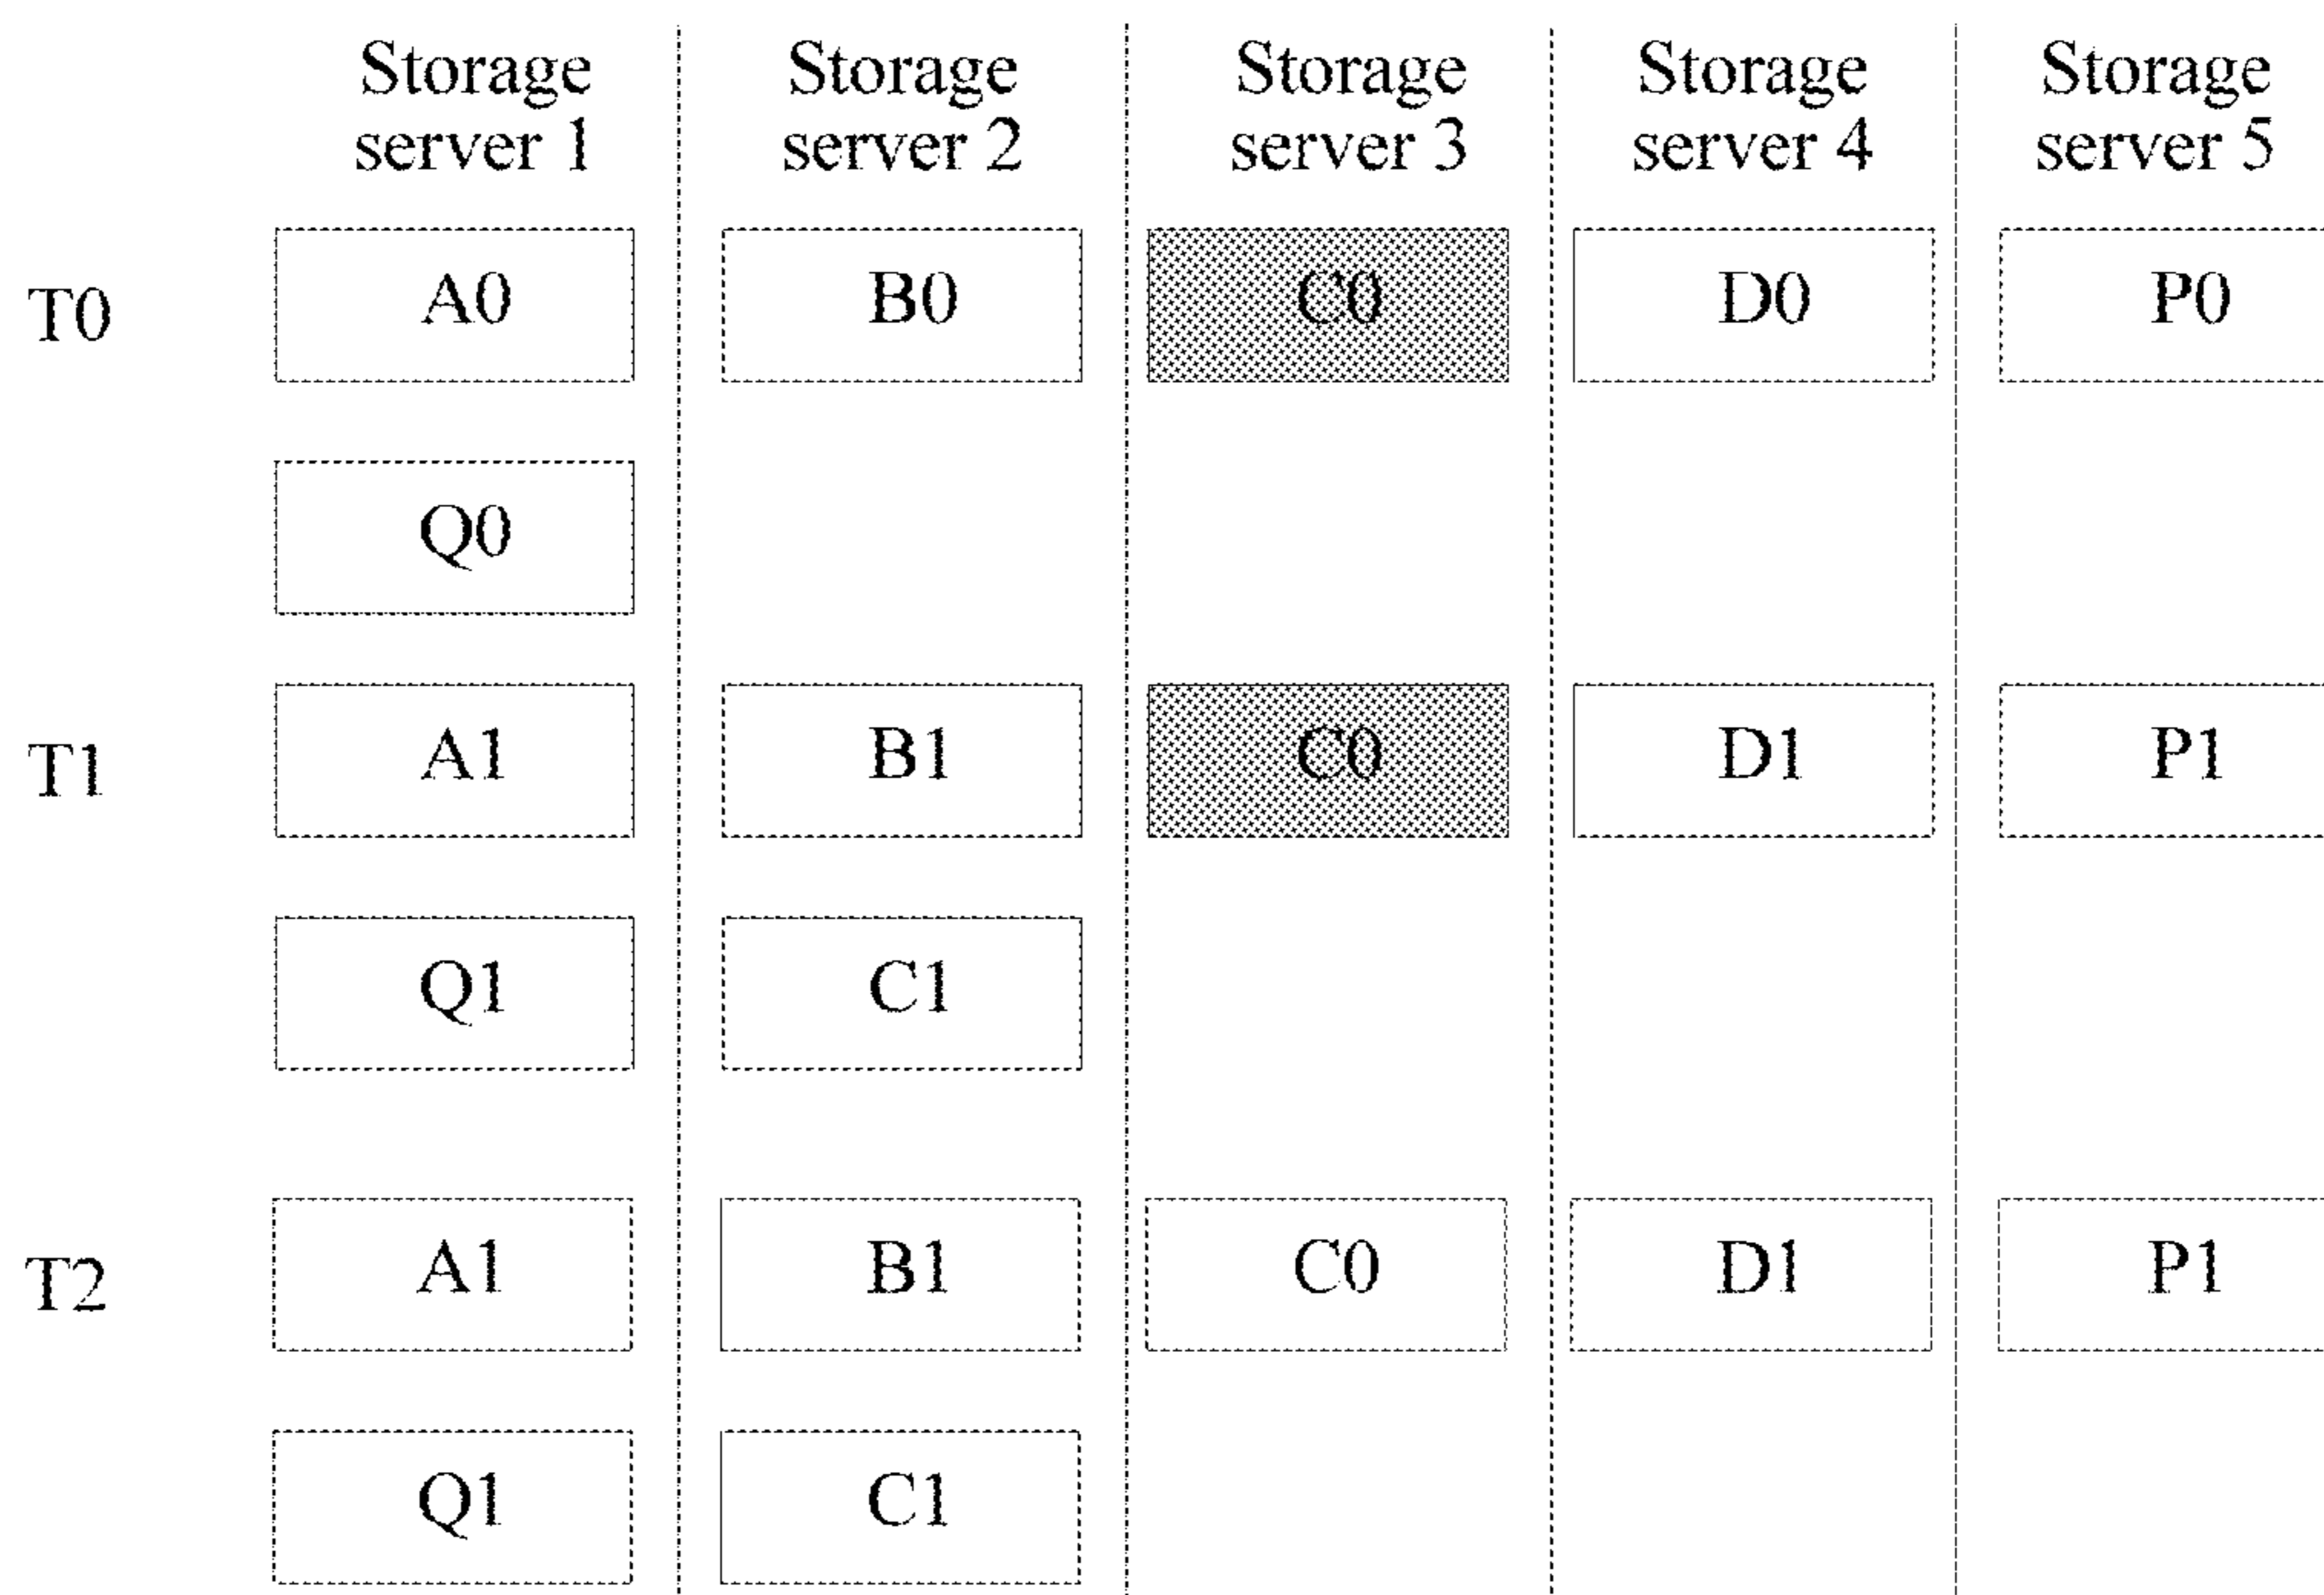 Storage server 1
Storage server 2
Storage server 3
Storage server 4
Storage server 5
T0
A0
B0
C0
D0
P0
Q0
T1
A1
B1
C0
D1
P1
Q1
C1
T2
A1
B1
C0
D1
P1
Q1
C1